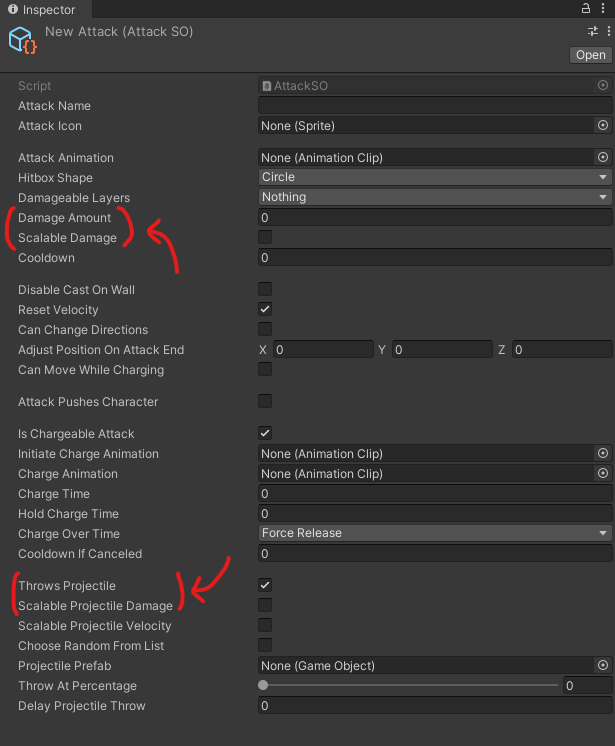 Inspector
New Attack (Attack SO)
Open
Script AttackSO
Attack Name
Attack Icon None (Sprite)
Attack Animation None (Animation Clip)
Hitbox Shape Circle
Damageable Layers Nothing
Damage Amount 0
Scalable Damage
Cooldown 0
Disable Cast On Wall
Reset Velocity
Can Change Directions
Adjust Position On Attack End X 0 Y 0 Z 0
Can Move While Charging
Attack Pushes Character
Is Chargeable Attack
Initiate Charge Animation None (Animation Clip)
Charge Animation None (Animation Clip)
Charge Time 0
Hold Charge Time 0
Charge Over Time Force Release
Cooldown If Canceled 0
Throws Projectile
Scalable Projectile Damage
Scalable Projectile Velocity
Choose Random From List
Projectile Prefab None (Game Object)
Throw At Percentage 0
Delay Projectile Throw 0